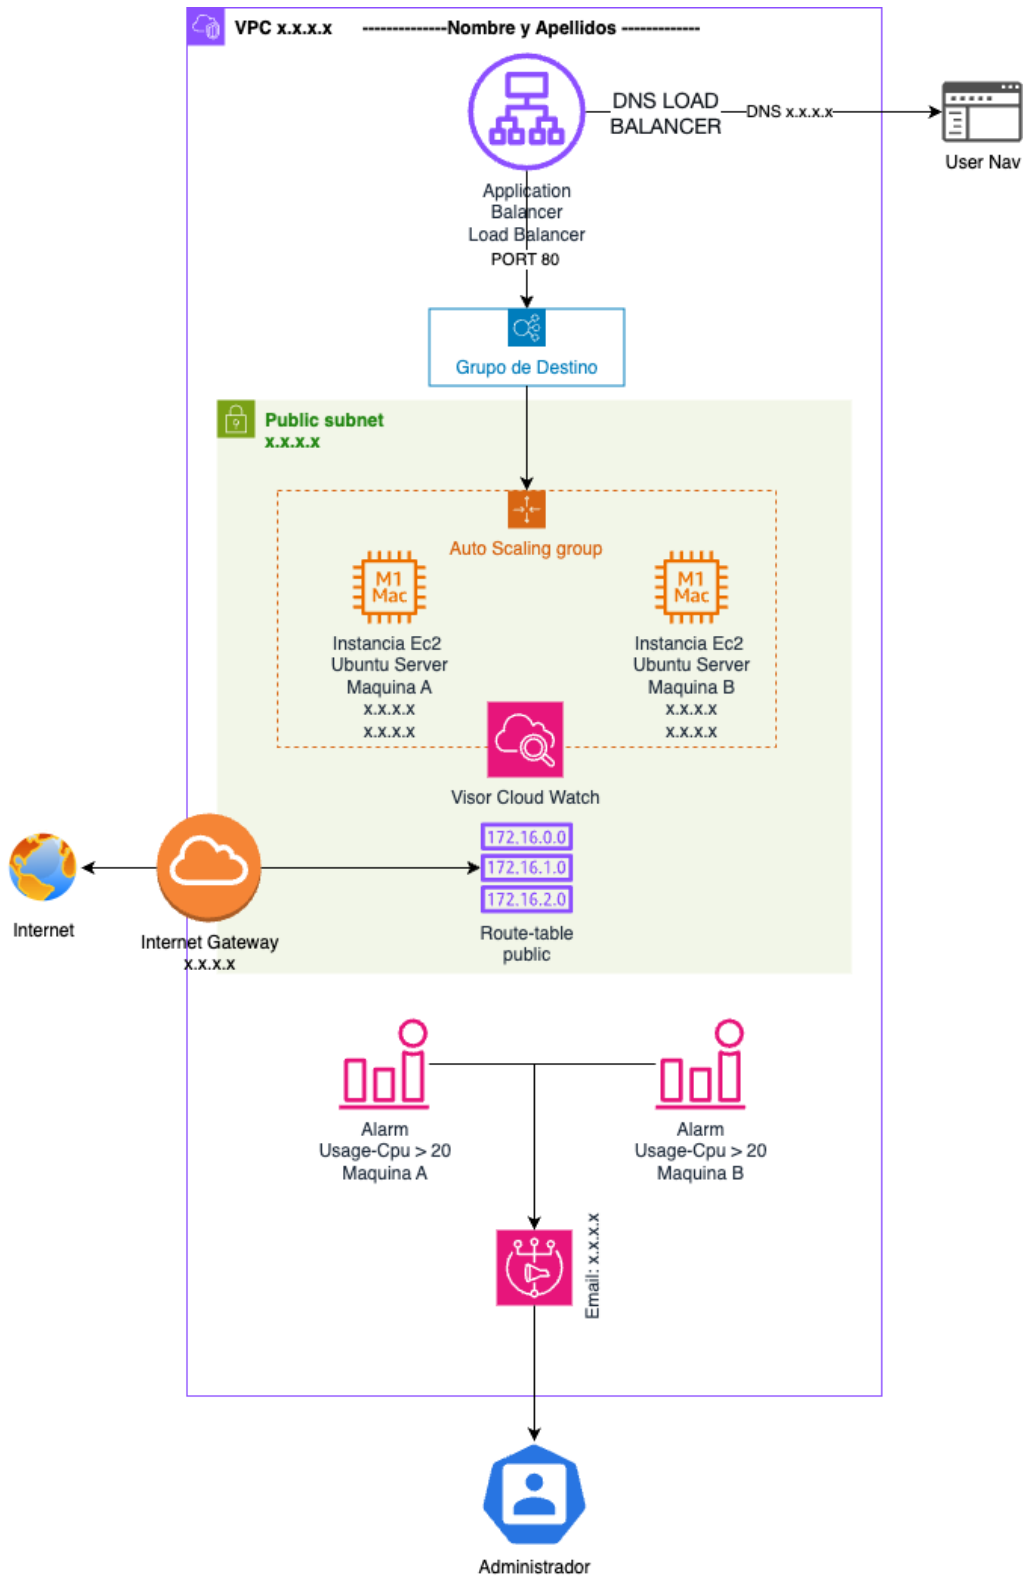 VPC x.x.x.x
--------------Nombre y Apellidos -------------
DNS LOAD
BALANCER
DNS x.x.x.x
User Nav
Application
Balancer
Load Balancer
PORT 80
Grupo de Destino
Public subnet
x.x.x.x
Auto Scaling group
M1
Mac
Instancia Ec2
Ubuntu Server
Maquina A
x.x.x.x
x.x.x.x
M1
Mac
Instancia Ec2
Ubuntu Server
Maquina B
x.x.x.x
x.x.x.x
Visor Cloud Watch
172.16.0.0
172.16.1.0
172.16.2.0
Route-table
public
Internet
Internet Gateway
x.x.x.x
Alarm
Usage-Cpu > 20
Maquina A
Alarm
Usage-Cpu > 20
Maquina B
Email: x.x.x.x
Administrador